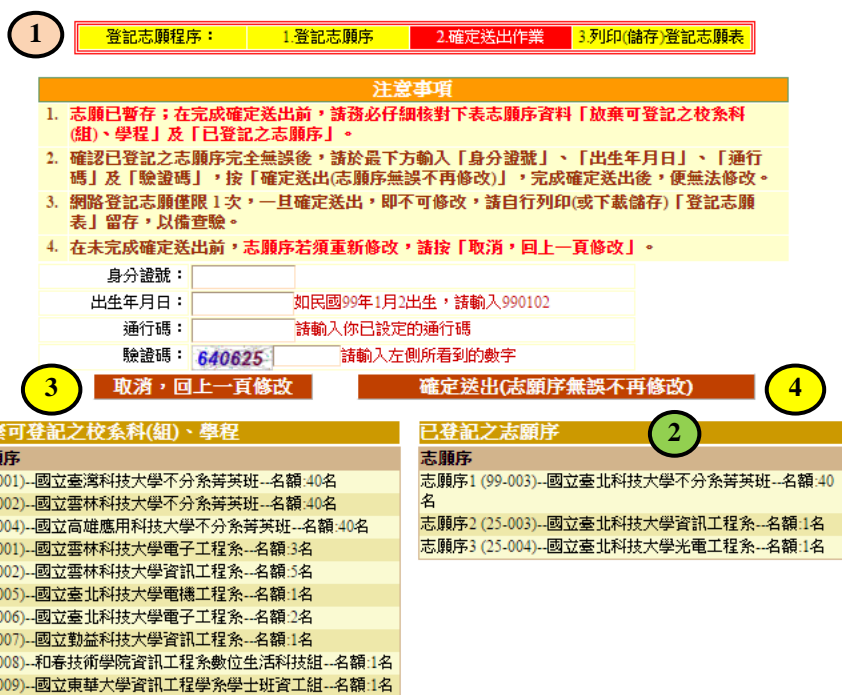 1
登記志願程序： 1.登記志願序 2.確定送出作業 3.列印(儲存)登記志願表
注意事項
1. 志願已暫存；在完成確定送出前，請務必仔細核對下表志願序資料「放棄可登記之校系科
(組)、學程」及「已登記之志願序」。
2. 確認已登記之志願序完全無誤後，請於最下方輸入「身分證號」、「出生年月日」、「通行
碼」及「驗證碼」，按「確定送出(志願序無誤不再修改)」，完成確定送出後，便無法修改。
3. 網路登記志願僅限 1 次，一旦確定送出，即不可修改，請自行列印(或下載儲存)「登記志願
表」留存，以備查驗。
4. 在未完成確定送出前，志願序若須重新修改，請按「取消，回上一頁修改」。
身分證號：
出生年月日： 如民國99年1月2出生，請輸入990102
通行碼： 請輸入你已設定的通行碼
驗證碼： 640625 請輸入左側所看到的數字
3 取消，回上一頁修改 確定送出(志願序無誤不再修改) 4
可登記之校系科(組)、學程
序
001)--國立臺灣科技大學不分系菁英班--名額:40名
002)--國立雲林科技大學不分系菁英班--名額:40名
004)--國立高雄應用科技大學不分系菁英班--名額:40名
001)--國立雲林科技大學電子工程系--名額:3名
002)--國立雲林科技大學資訊工程系--名額:5名
005)--國立臺北科技大學電機工程系--名額:1名
006)--國立臺北科技大學電子工程系--名額:2名
007)--國立勤益科技大學資訊工程系--名額:1名
008)--和春技術學院資訊工程系數位生活科技組--名額:1名
009)--國立東華大學資訊工程學系學士班資工組--名額:1名
已登記之志願序 2
志願序
志願序1 (99-003)--國立臺北科技大學不分系菁英班--名額:40
名
志願序2 (25-003)--國立臺北科技大學資訊工程系--名額:1名
志願序3 (25-004)--國立臺北科技大學光電工程系--名額:1名